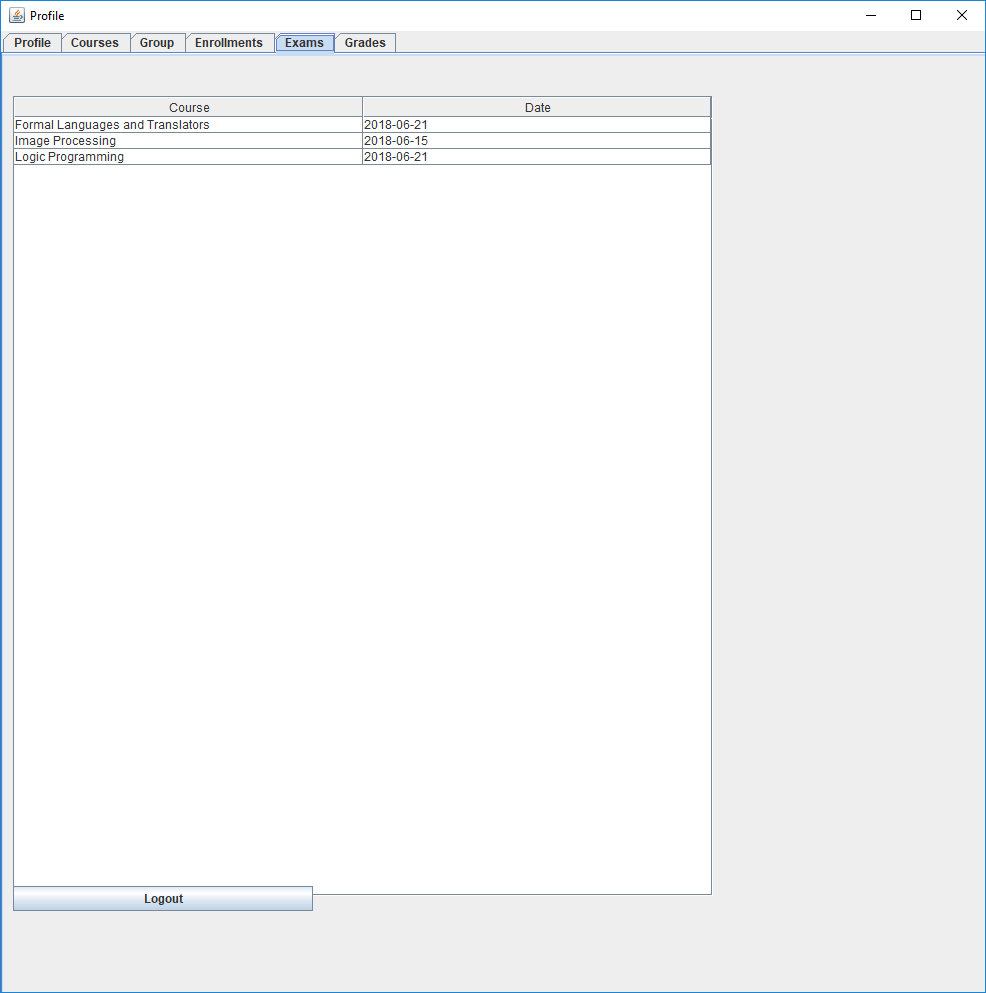 Profile
Profile Courses Group Enrollments Exams Grades
Course Date
Formal Languages and Translators 2018-06-21
Image Processing 2018-06-15
Logic Programming 2018-06-21
Logout